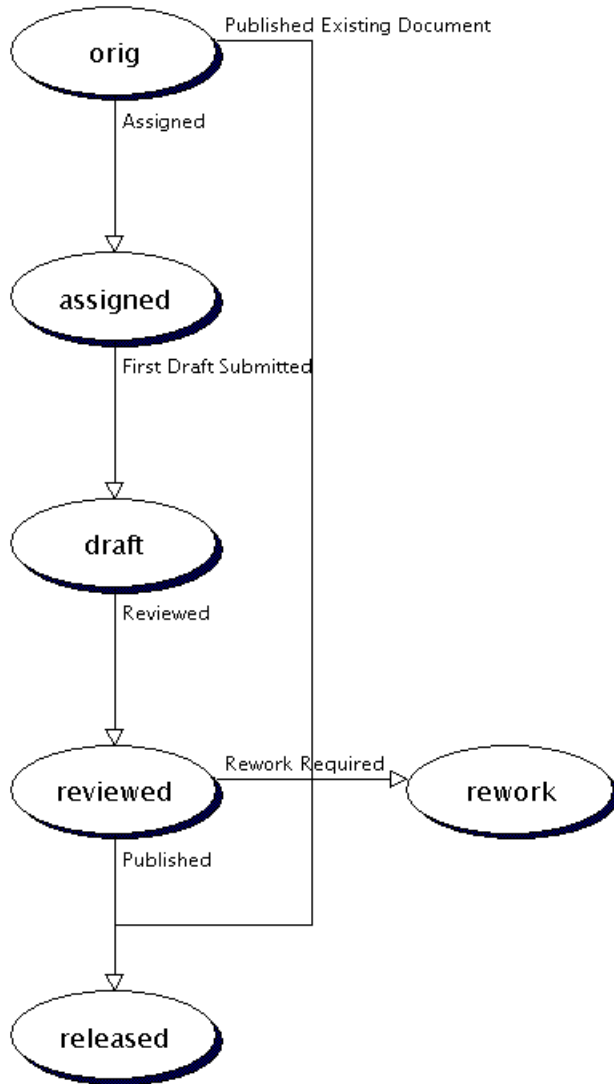 Published Existing Document
orig
Assigned
assigned
First Draft Submitted
draft
Reviewed
Rework Required
reviewed
rework
Published
released